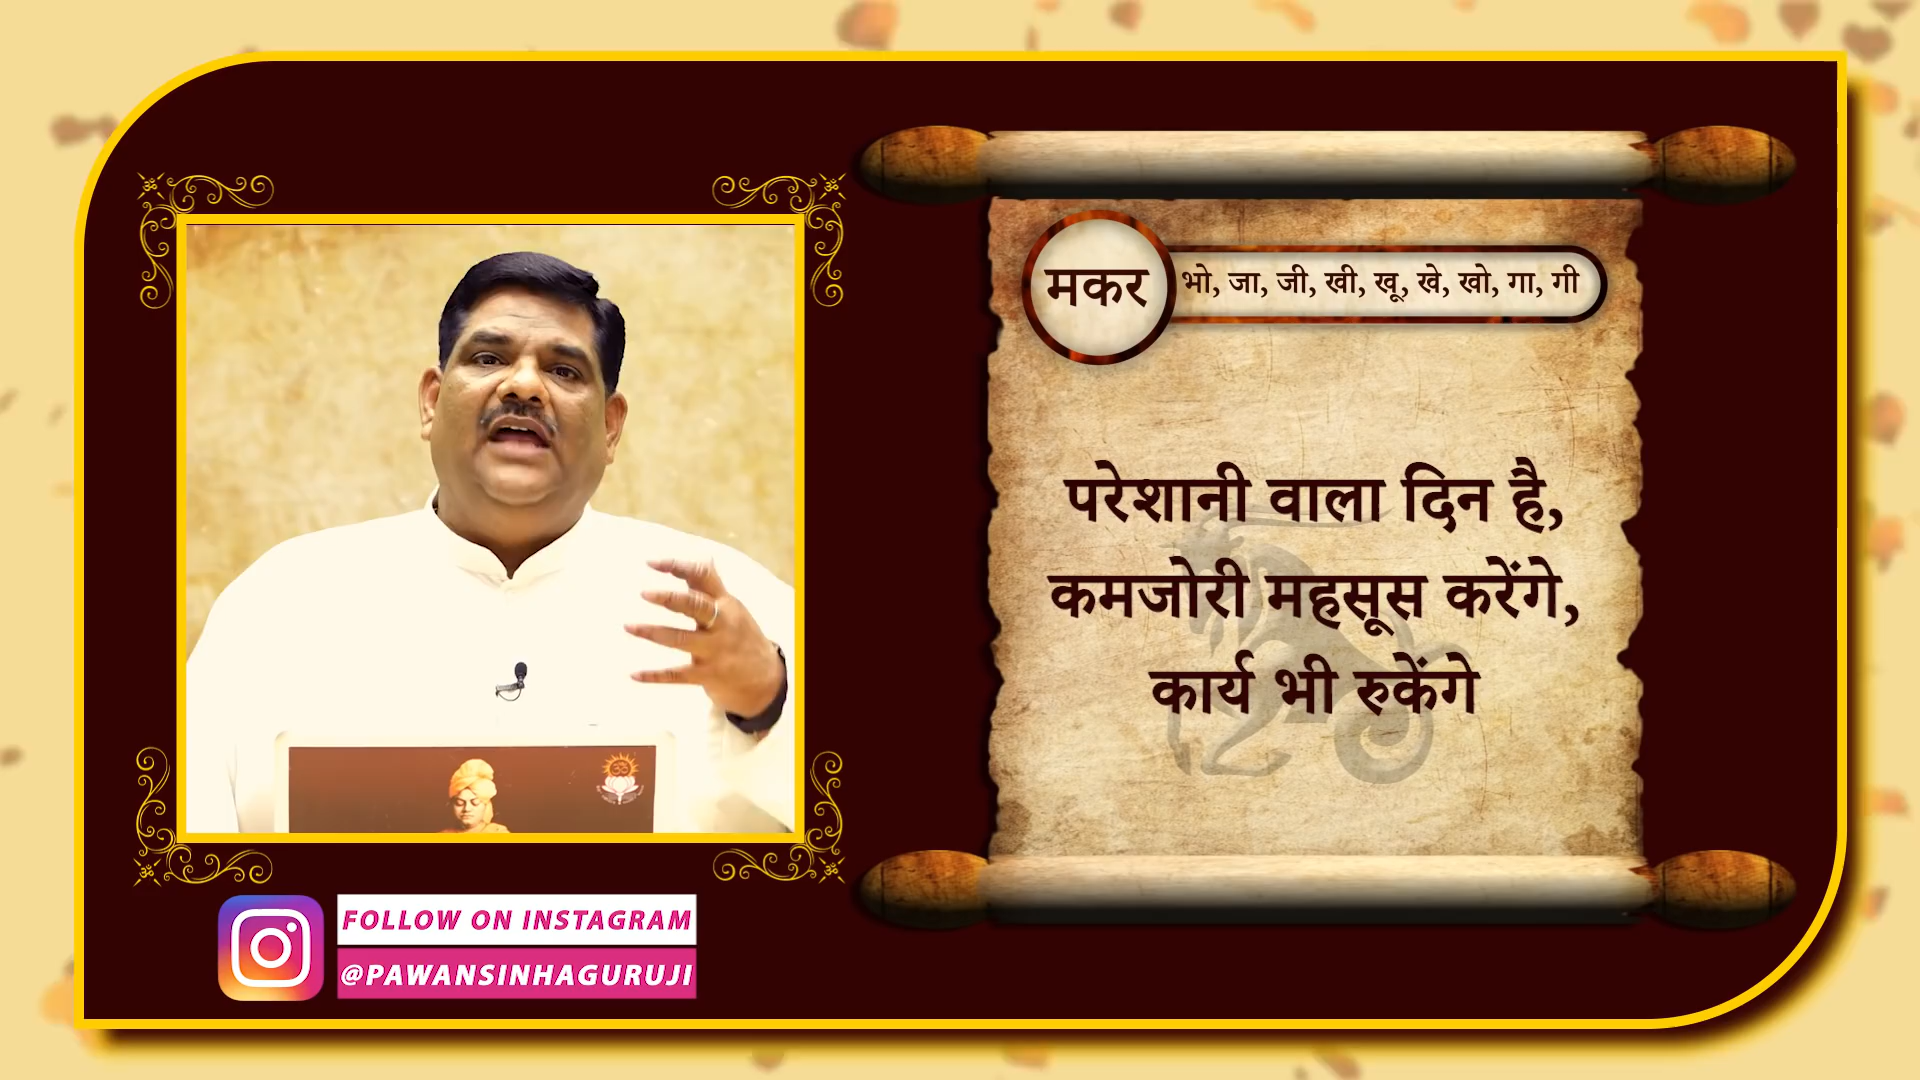 मकर
भो, जा, जी, खी, खू, खे, खो, गा, गी
परेशानी वाला दिन है,
कमजोरी महसूस करेंगे,
कार्य भी रुकेंगे
FOLLOW ON INSTAGRAM
@PAWANSINHAGURUJI